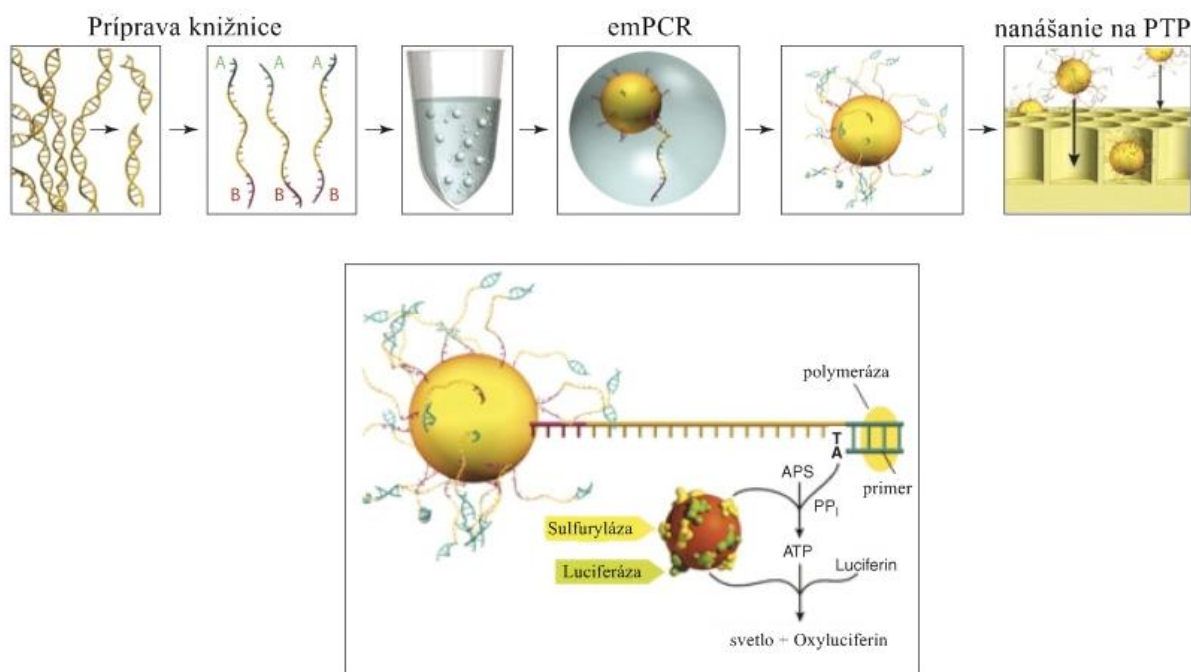 Príprava knižnice
emPCR
nanášanie na PTP
A A A
B B B
polymeráza
T
A
primer
APS
PPI
Sulfuryláza
ATP
Luciferáza
Luciferin
svetlo + Oxyluciferin